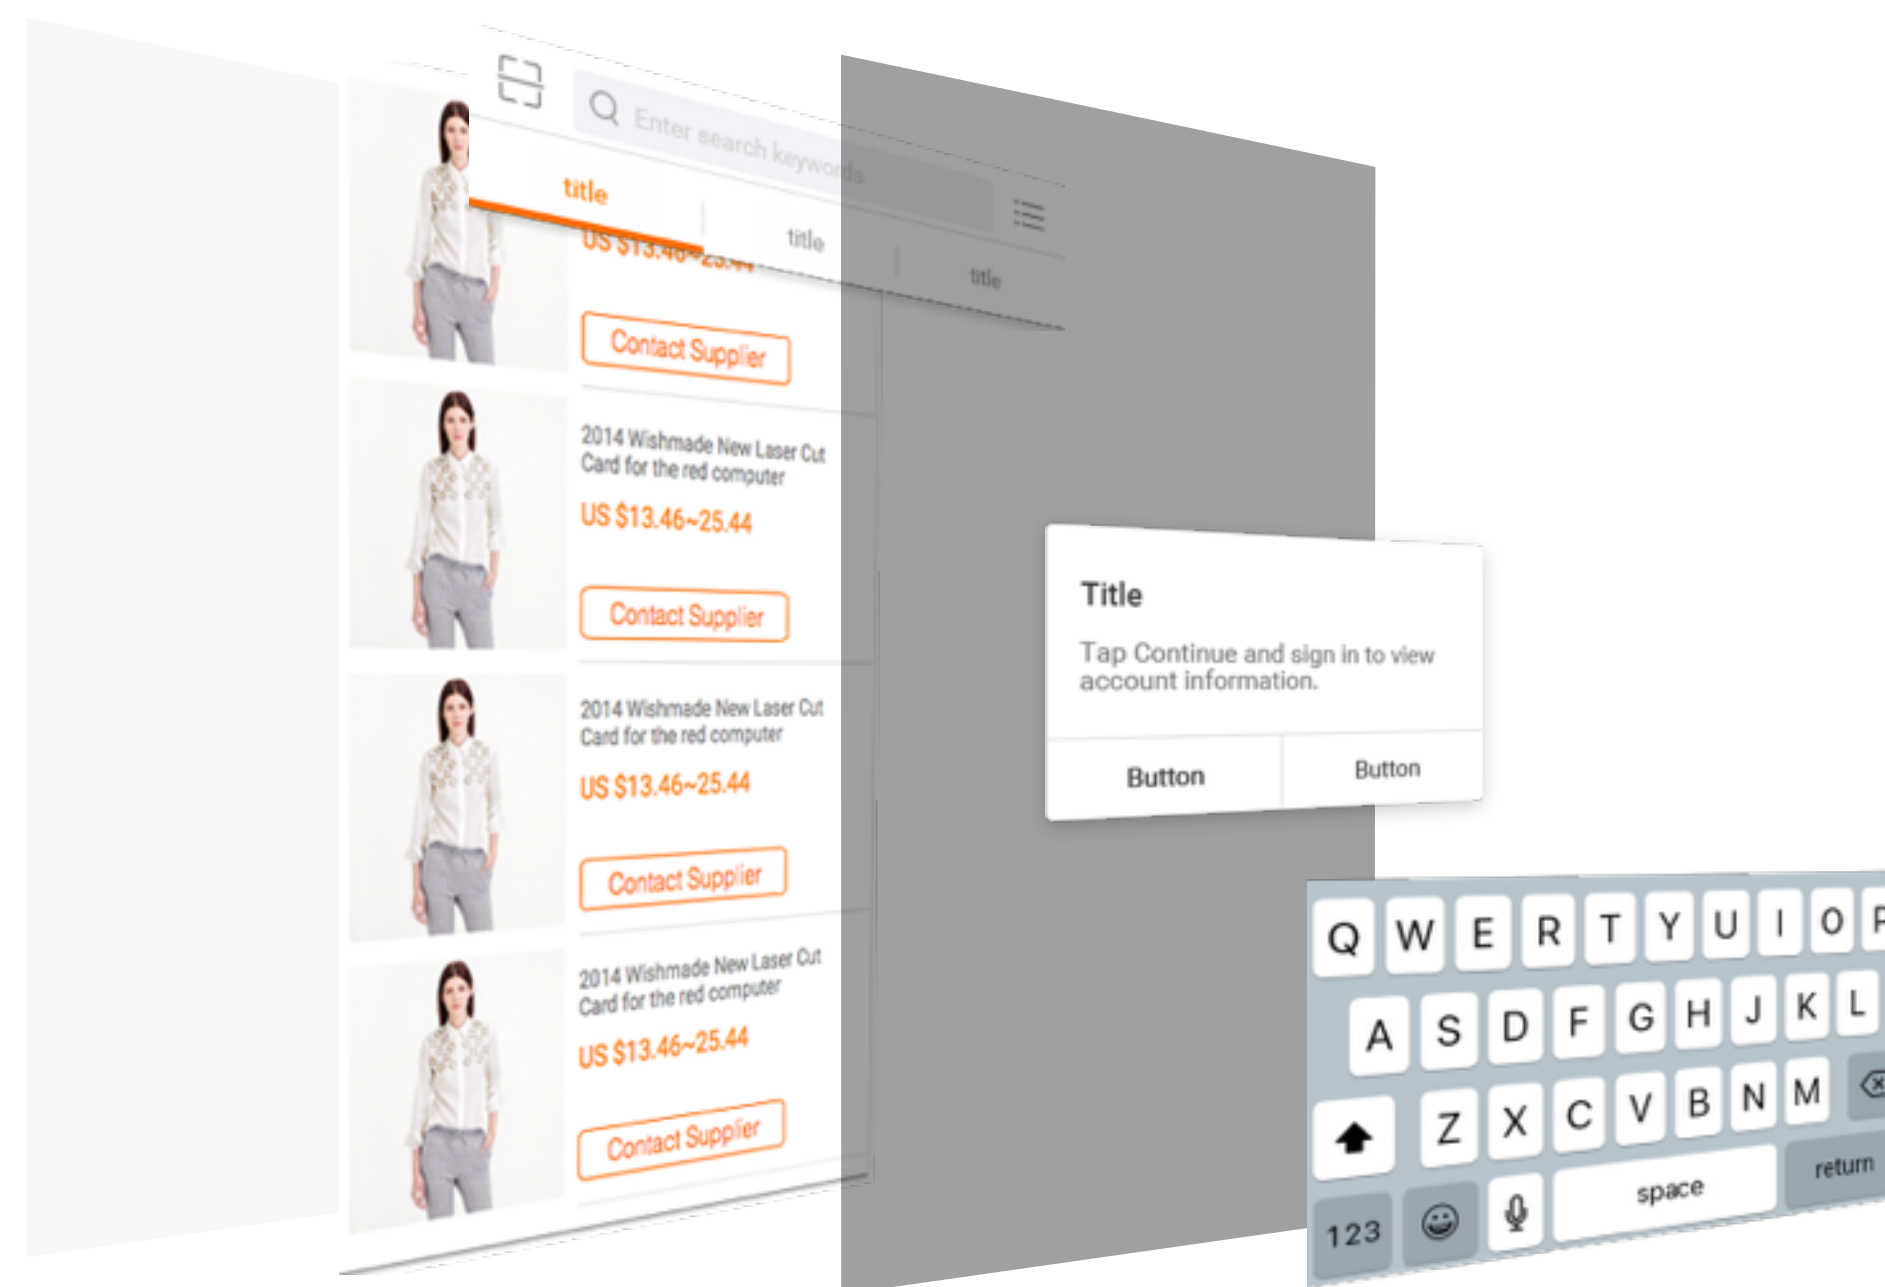 Enter search keywords
title
title
title
US $13.46~25.44
Contact Supplier
2014 Wishmade New Laser Cut
Card for the red computer
US $13.46~25.44
Contact Supplier
2014 Wishmade New Laser Cut
Card for the red computer
US $13.46~25.44
Contact Supplier
2014 Wishmade New Laser Cut
Card for the red computer
US $13.46~25.44
Contact Supplier
Title
Tap Continue and sign in to view
account information.
Button Button
Q W E R T Y U I O P
A S D F G H J K L
Z X C V B N M
123 space return